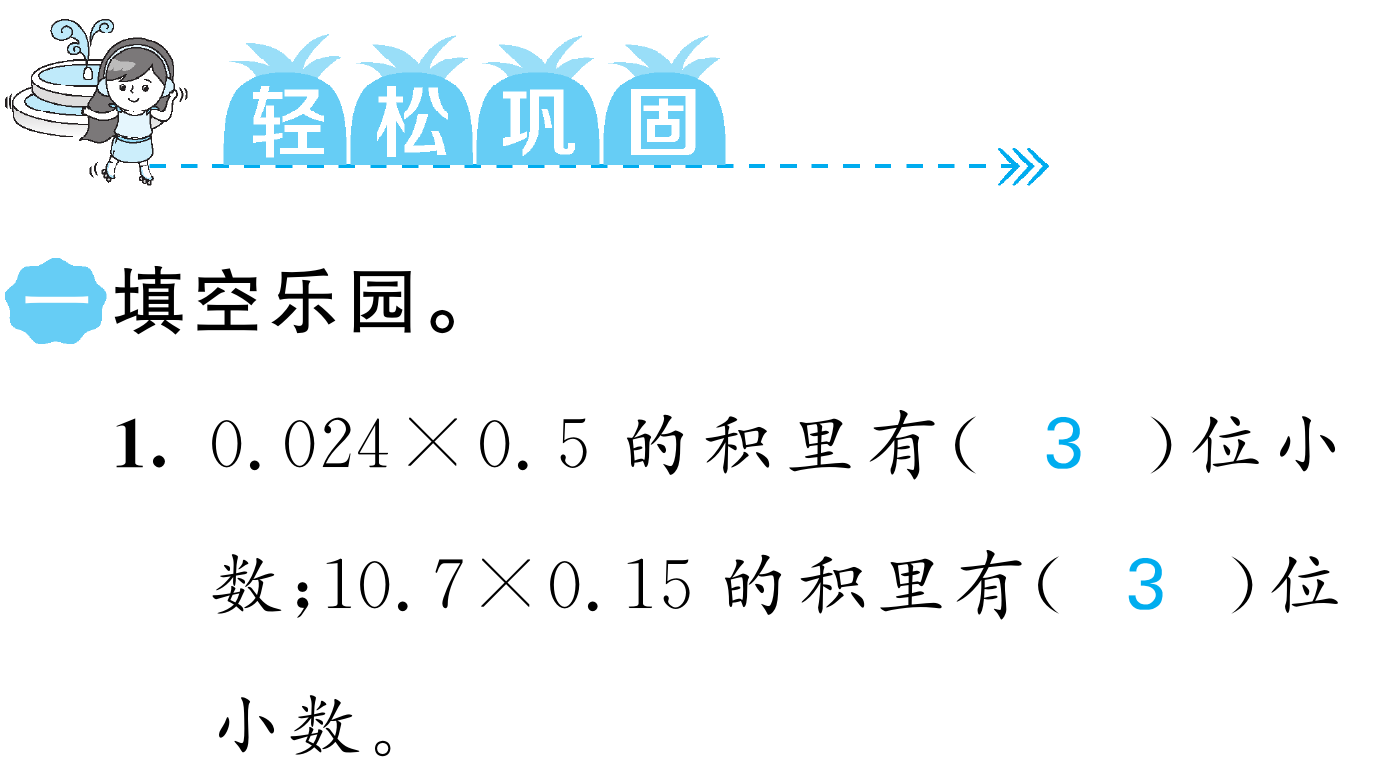 轻松巩固
一 填空乐园。
1. 0.024×0.5 的积里有( 3 )位小
数;10.7×0.15 的积里有( 3 )位
小数。